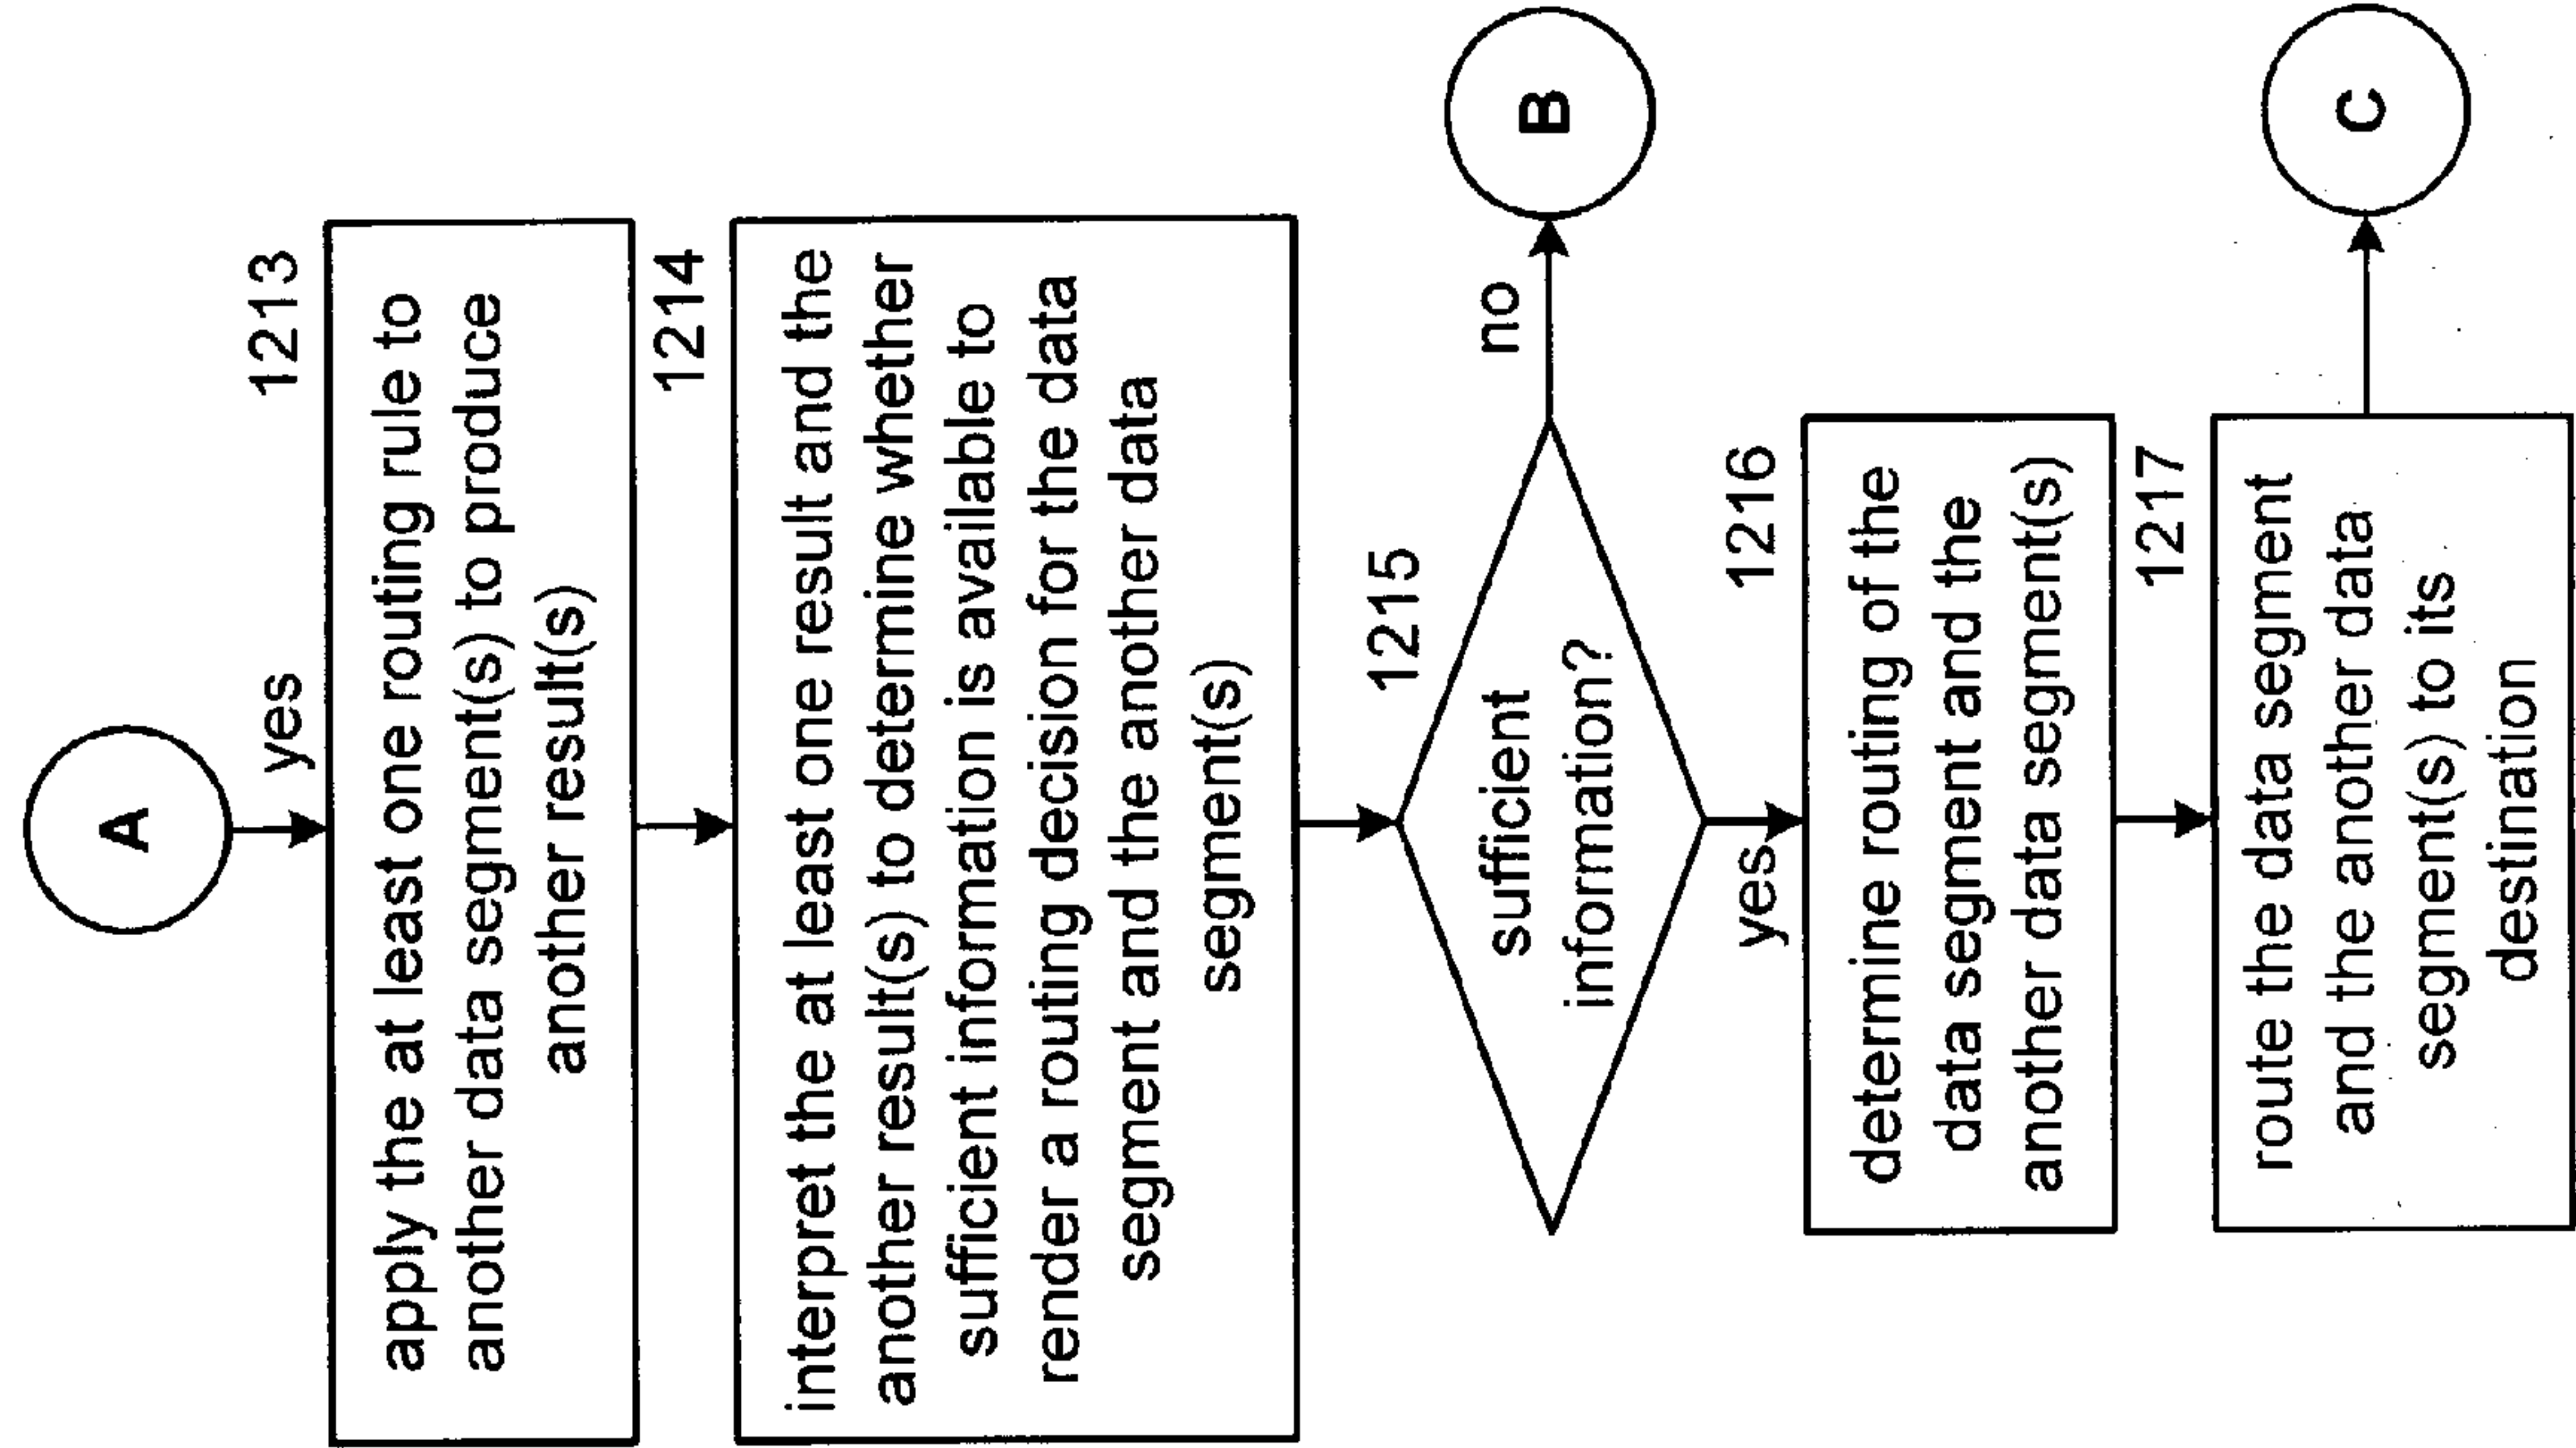 A
yes
1213
apply the at least one routing rule to
another data segment(s) to produce
another result(s)
1214
interpret the at least one result and the
another result(s) to determine whether
sufficient information is available to
render a routing decision for the data
segment and the another data
segment(s)
1215
sufficient
information?
no
B
yes
1216
determine routing of the
data segment and the
another data segment(s)
1217
route the data segment
and the another data
segment(s) to its
destination
C